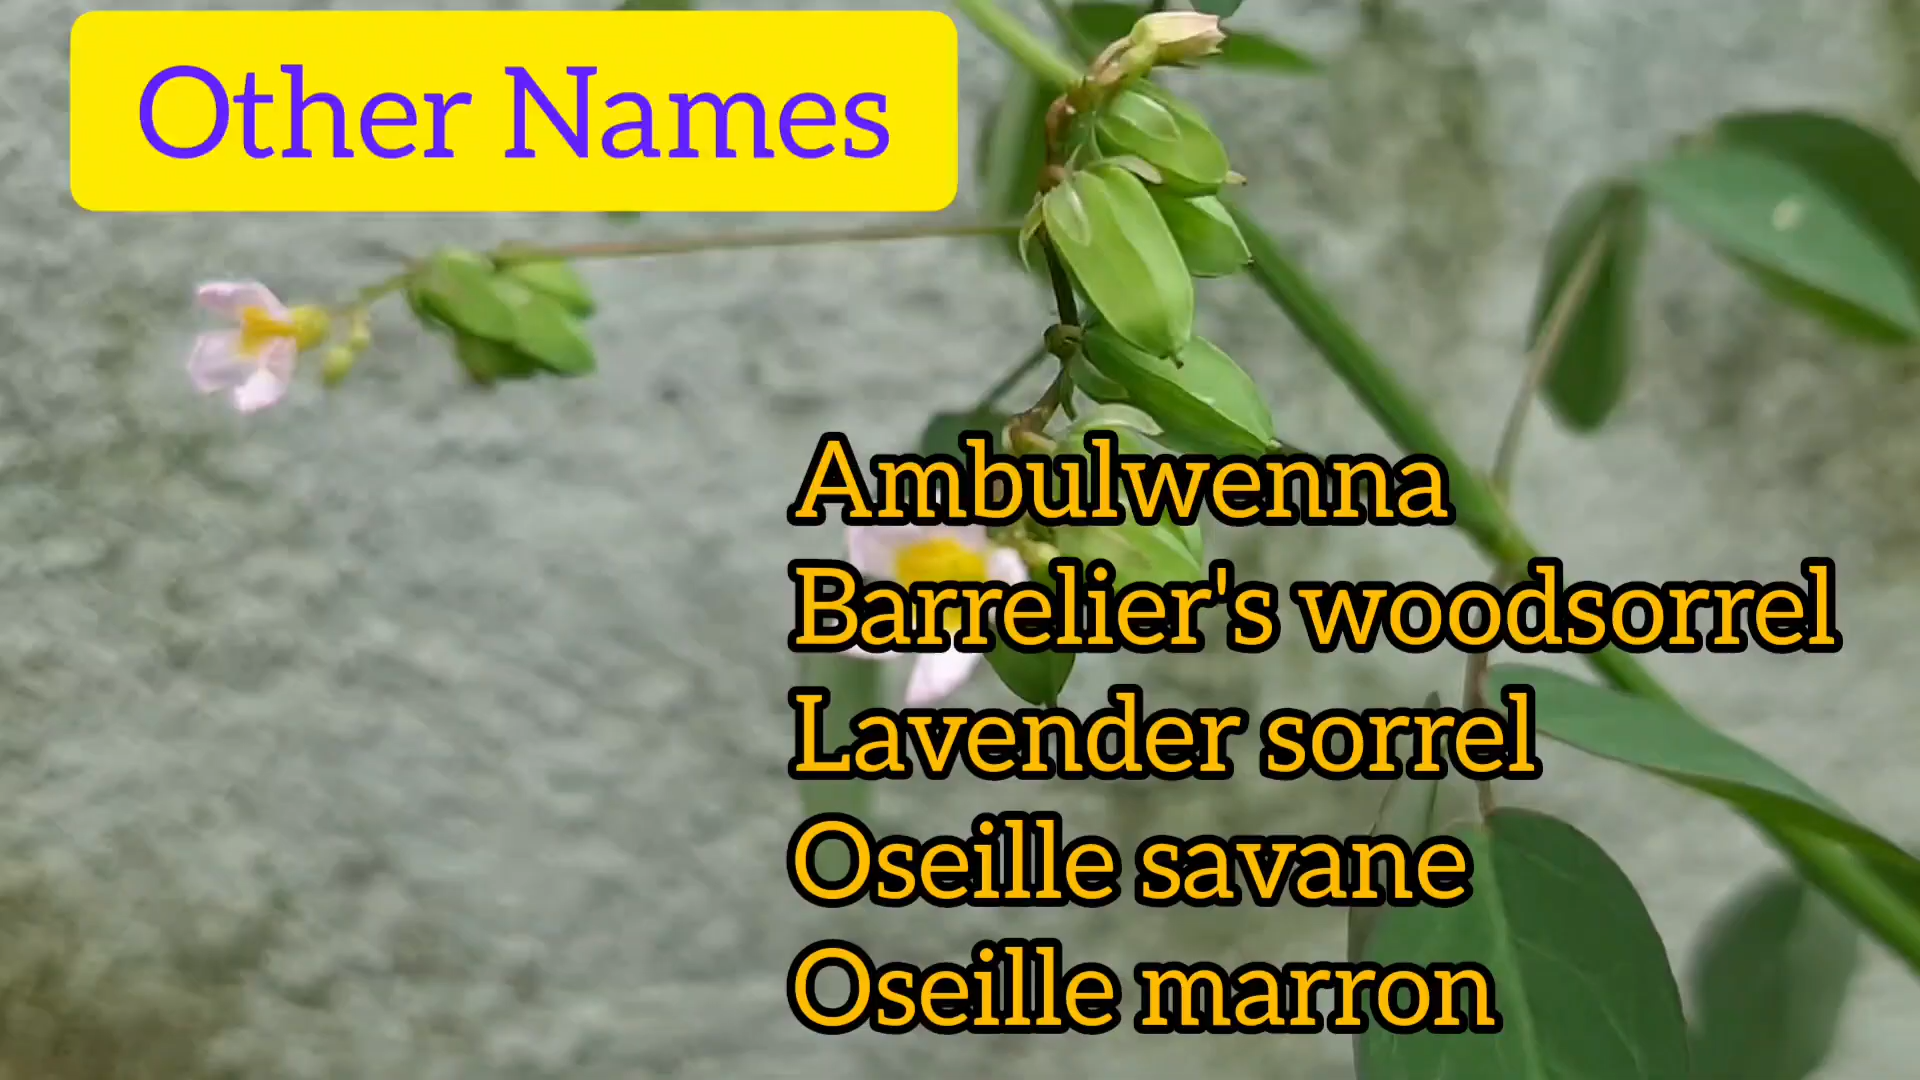 Other Names
Ambulwenna
Barrelier's woodsorrel
Lavender sorrel
Oseille savane
Oseille marron